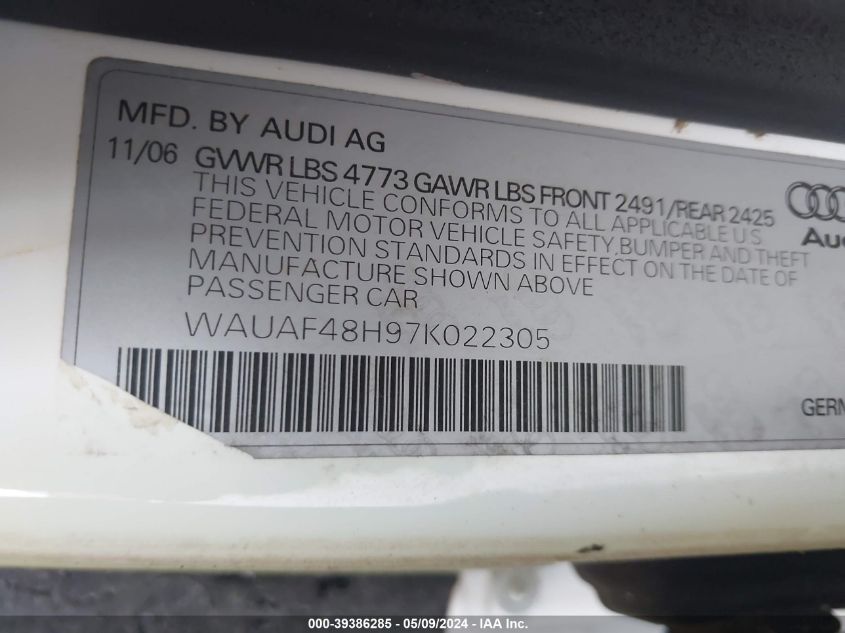 MFD. BY AUDI AG
11/06 GVWR LBS 4773 GAWR LBS FRONT 2491/REAR 2425
THIS VEHICLE CONFORMS TO ALL APPLICABLE U.S.
FEDERAL MOTOR VEHICLE SAFETY,BUMPER AND THEFT
PREVENTION STANDARDS IN EFFECT ON THE DATE OF
MANUFACTURE SHOWN ABOVE
PASSENGER CAR
WAUAF48H97K022305
000-39386285 - 05/09/2024 - IAA Inc.